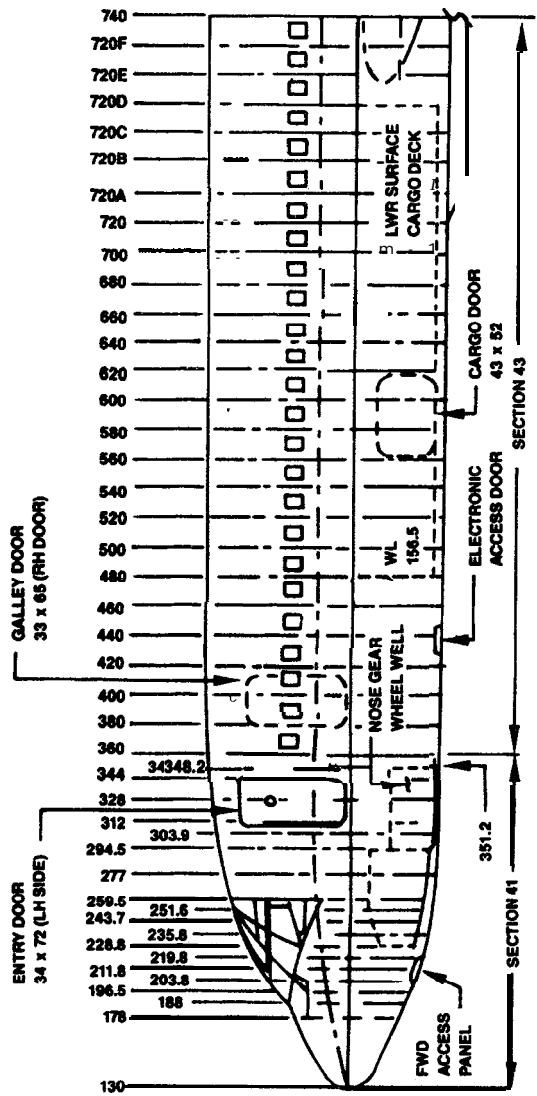 740
720F
720E
720D
720C
720B
720A
720
700
680
660
640
620
600
580
560
540
520
500
480
460
440
420
400
380
360
34348.2
344
328
312
303.9
294.5
277
259.5
251.6
243.7
235.8
228.8
219.8
211.8
203.8
196.5
188
178
130
GALLEY DOOR
33 x 65 (RH DOOR)
ENTRY DOOR
34 x 72 (LH SIDE)
LWR SURFACE
CARGO DECK
CARGO DOOR
43 x 52
SECTION 43
WL
156.5
ELECTRONIC
ACCESS DOOR
NOSE GEAR
WHEEL WELL
351.2
SECTION 41
FWD
ACCESS
PANEL